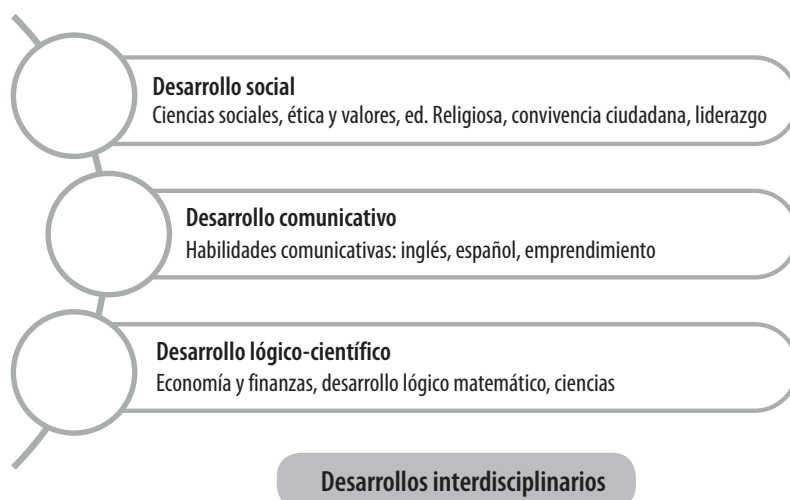 Desarrollo social
Ciencias sociales, ética y valores, ed. Religiosa, convivencia ciudadana, liderazgo
Desarrollo comunicativo
Habilidades comunicativas: inglés, español, emprendimiento
Desarrollo lógico-científico
Economía y finanzas, desarrollo lógico matemático, ciencias
Desarrollos interdisciplinarios